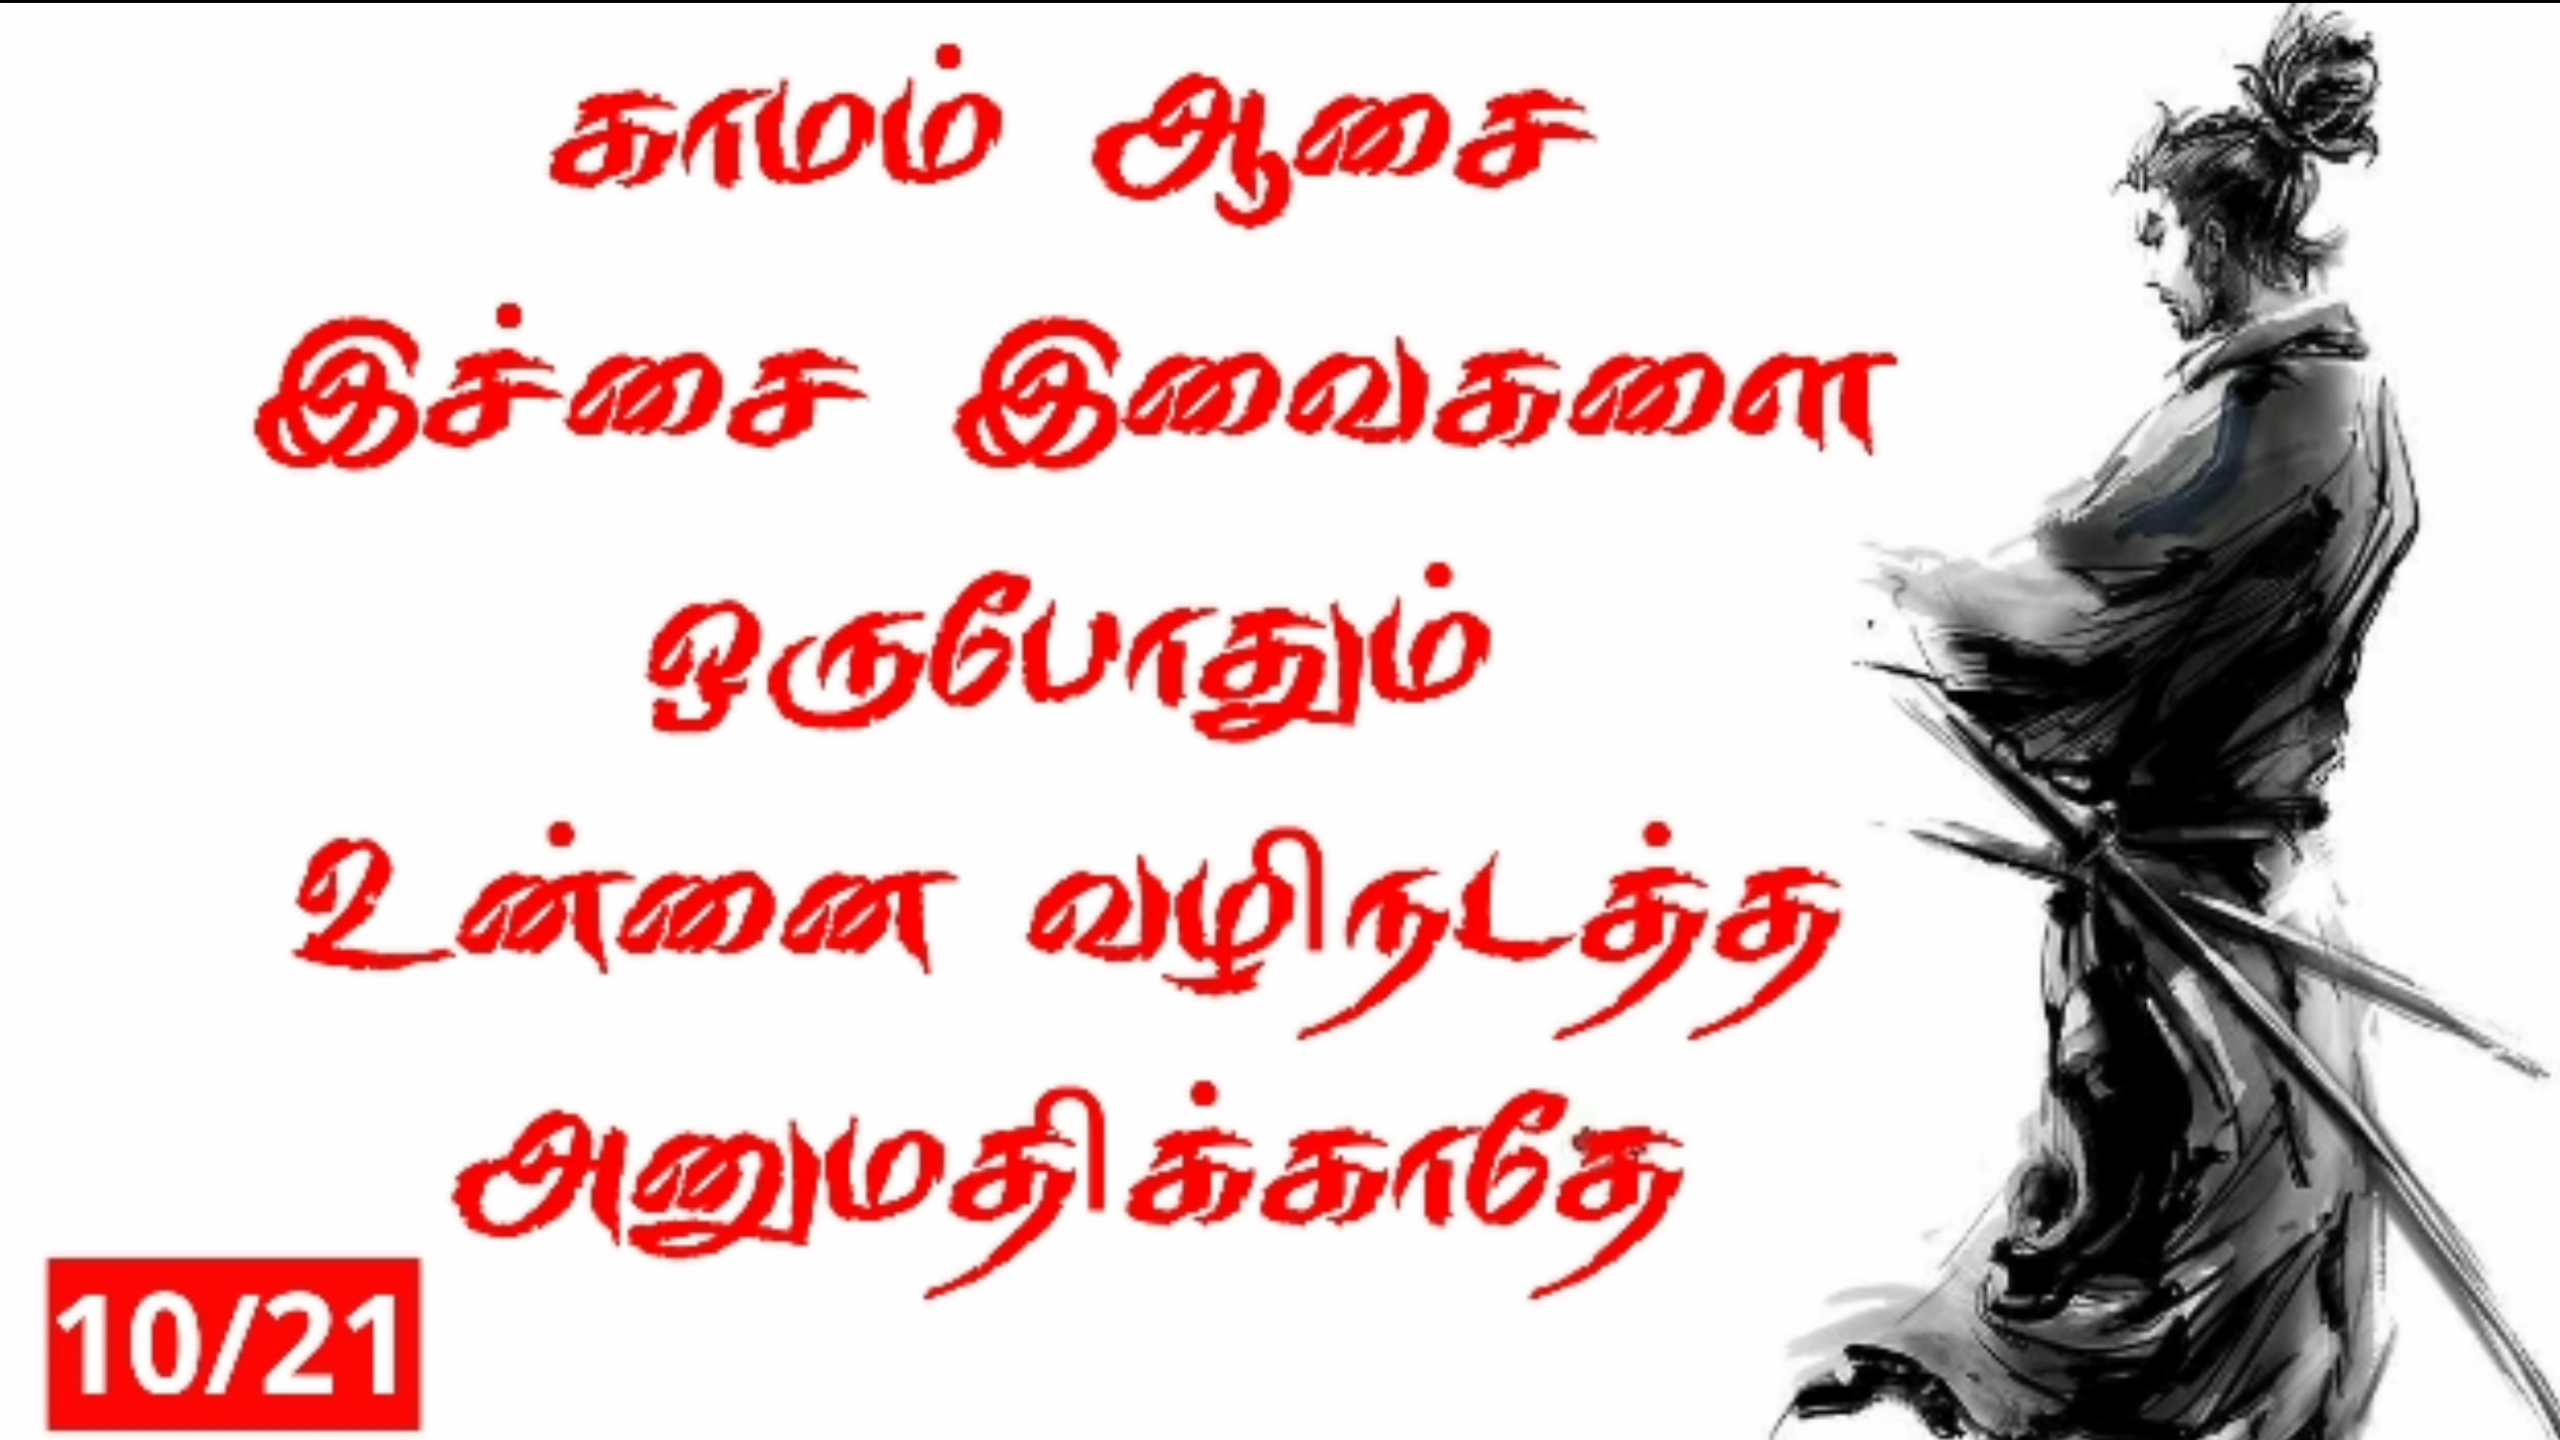 காமம் ஆசை
இச்சை இவைகளை
ஒருபோதும்
உன்னை வழிநடத்த
அனுமதிக்காதே
10/21